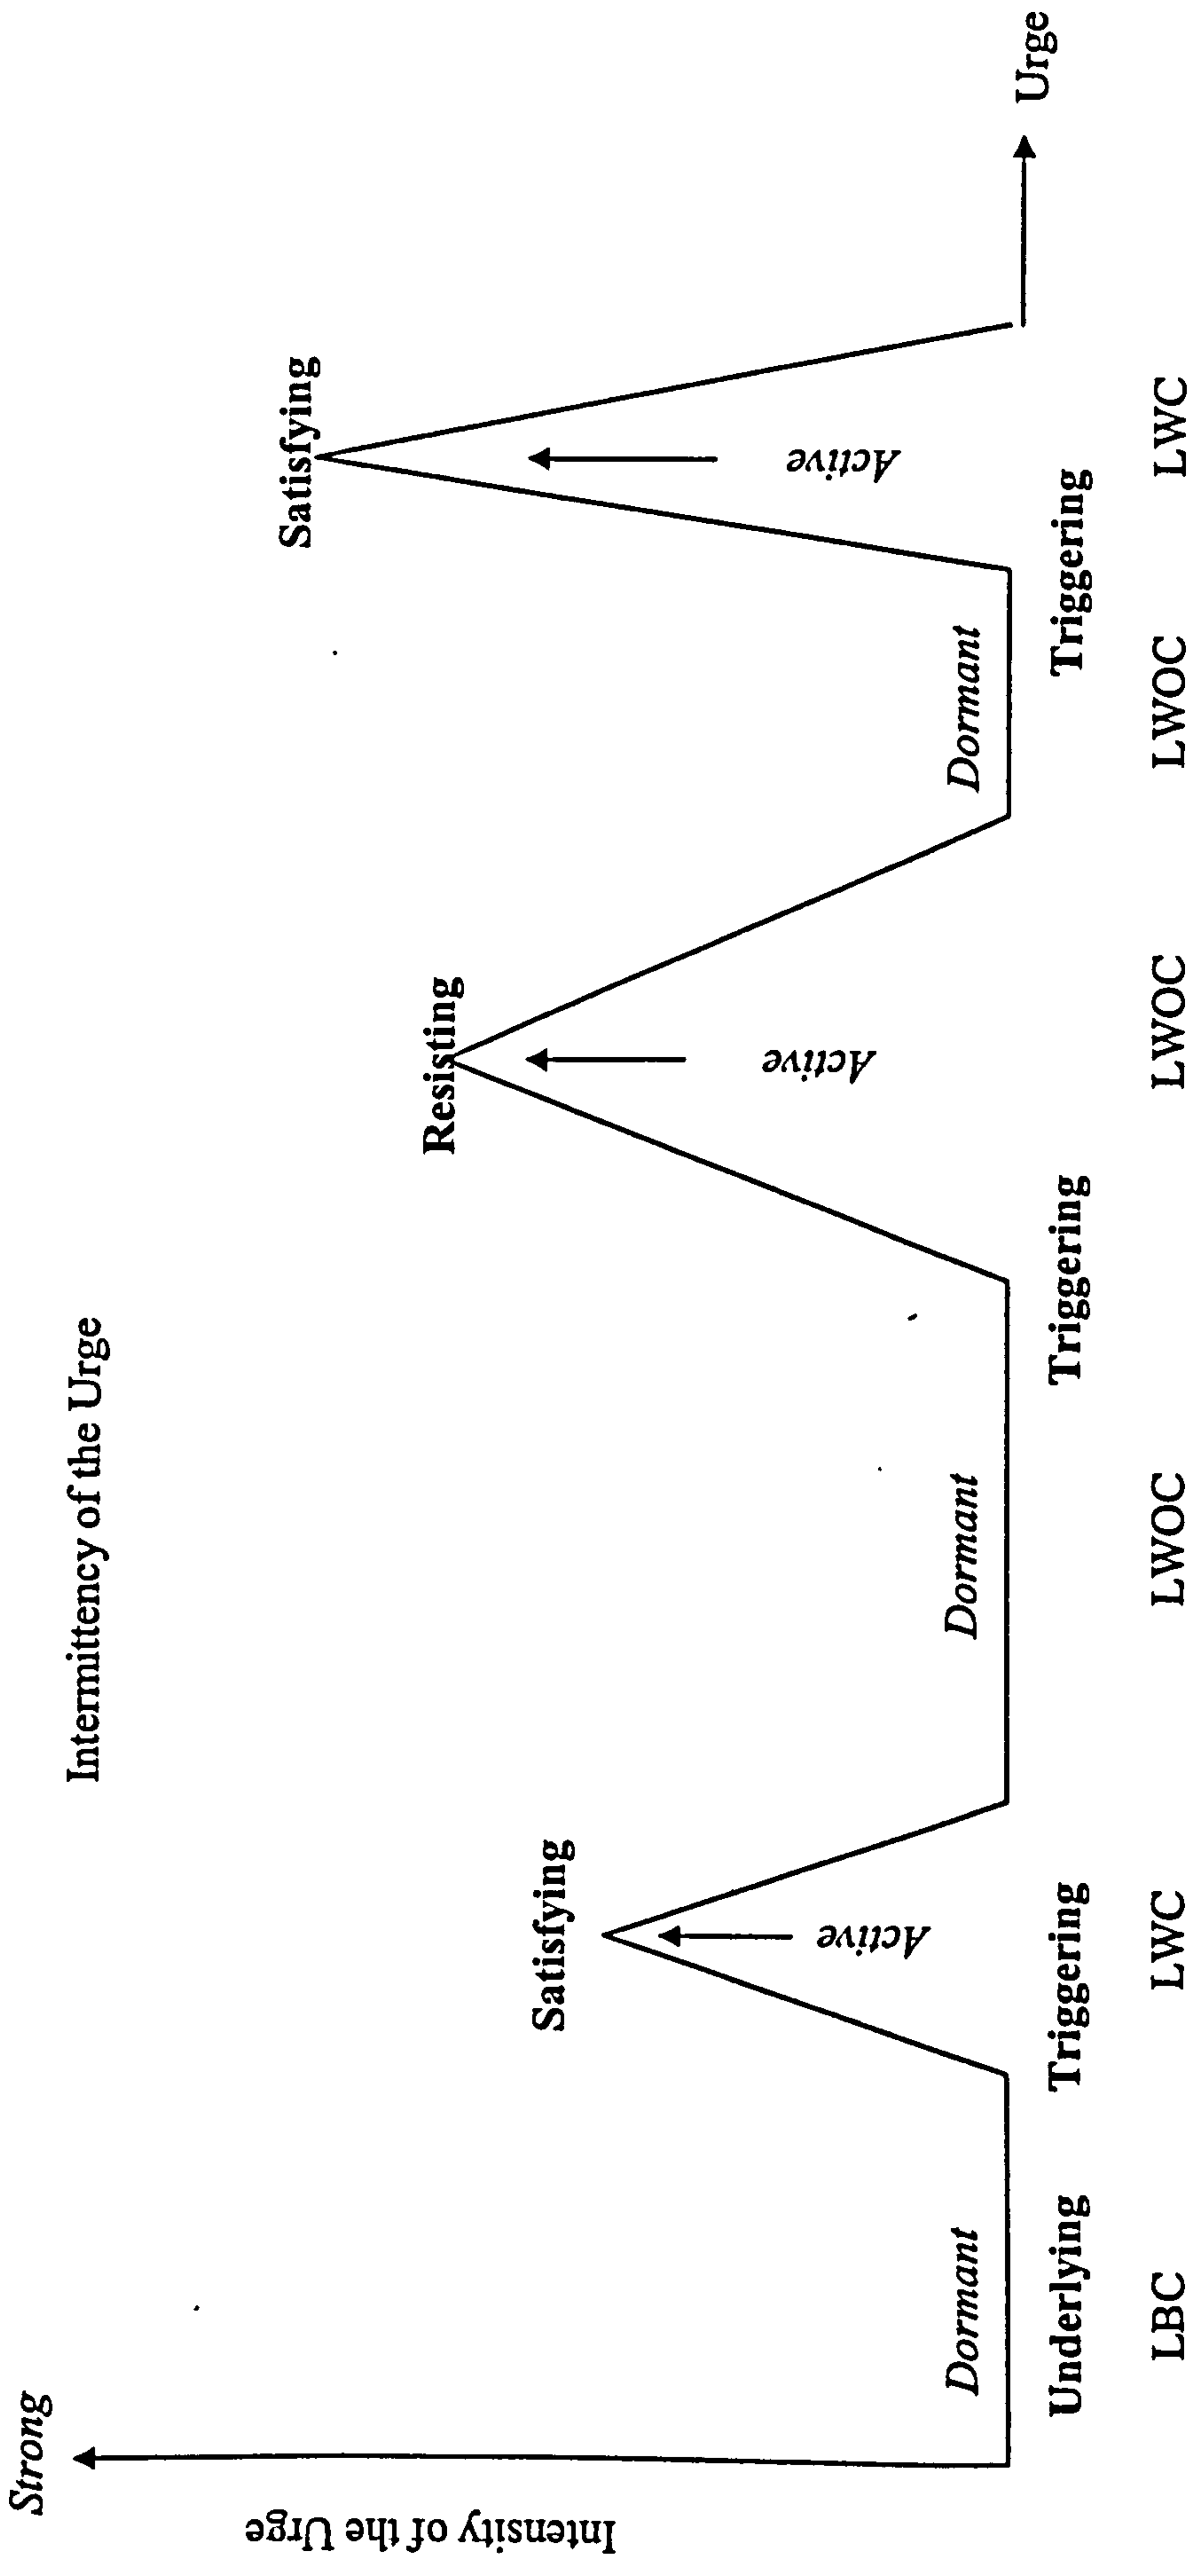 Intermittency of the Urge
Strong
Intensity of the Urge
Satisfying
Resisting
Satisfying
Active
Active
Active
Dormant
Dormant
Dormant
Urge
Underlying
Triggering
Triggering
Triggering
LBC
LWC
LWOC
LWOC
LWOC
LWC